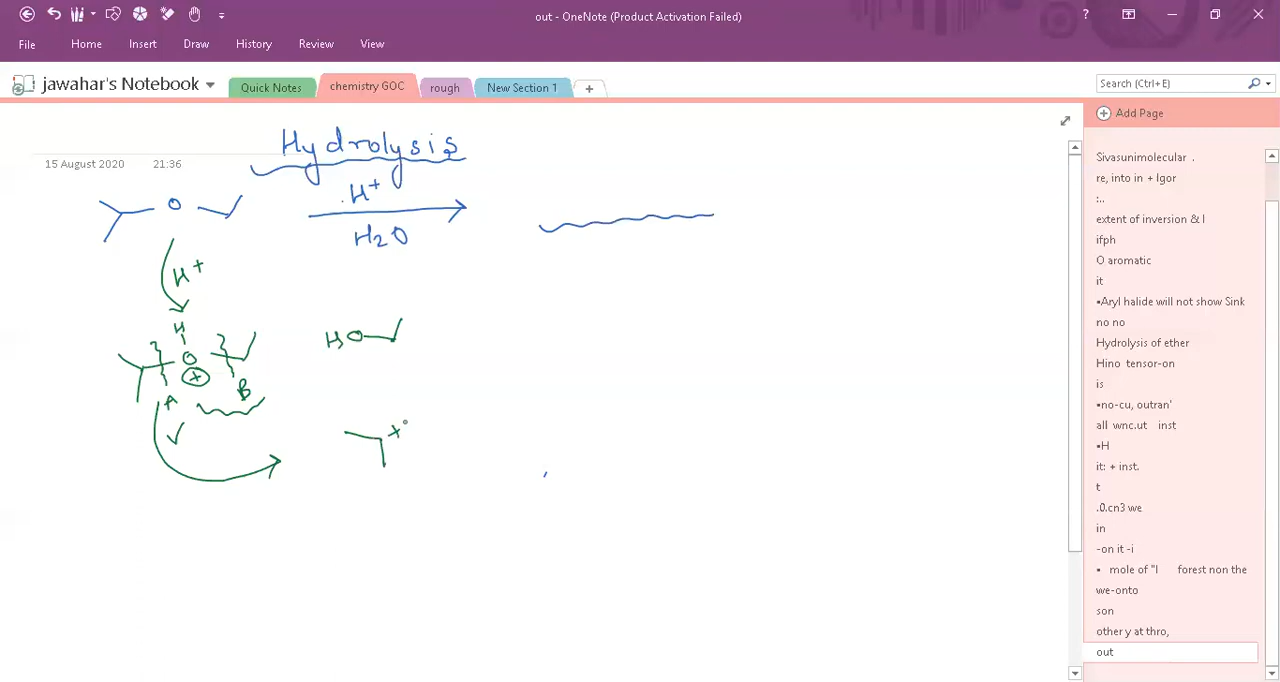 out - OneNote (Product Activation Failed)
?
File Home Insert Draw History Review View
jawahar's Notebook Quick Notes chemistry GOC rough New Section 1 + Search (Ctrl+E)
Add Page
Hydrolysis
15 August 2020 21:36
O .H+
H2O
H+
H
O
+
A B
HO
+
Sivasunimolecular .
re, into in + Igor
:..
extent of inversion & l
ifph
O aromatic
it
•Aryl halide will not show Sink
no no
Hydrolysis of ether
Hino tensor-on
is
•no-cu, outran'
all wnc.ut inst
•H
it: + inst.
t
.0.cn3 we
in
-on it -i
• mole of "l forest non the
we-onto
son
other y at thro,
out